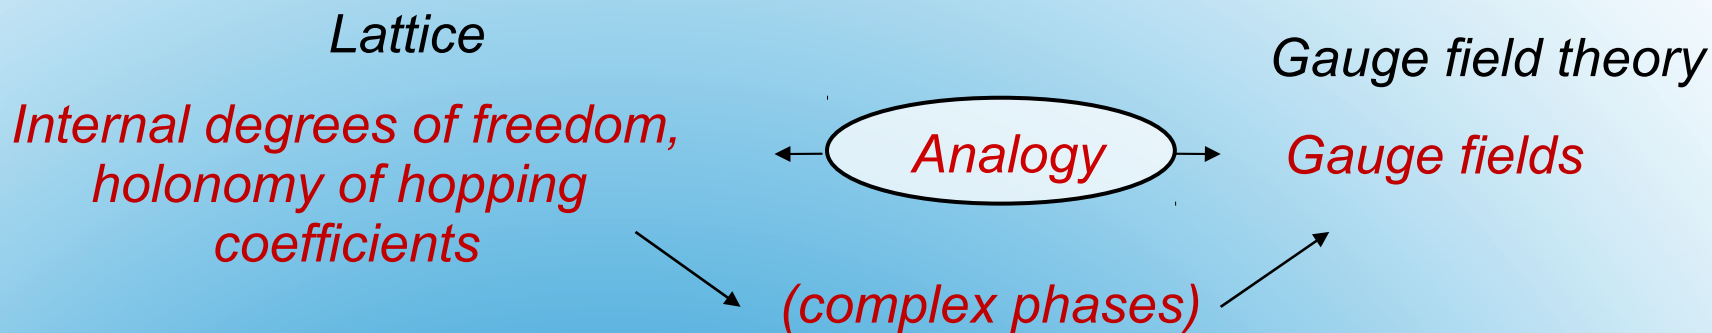 Lattice
Gauge field theory
Internal degrees of freedom,
holonomy of hopping
coefficients
Analogy
Gauge fields
(complex phases)